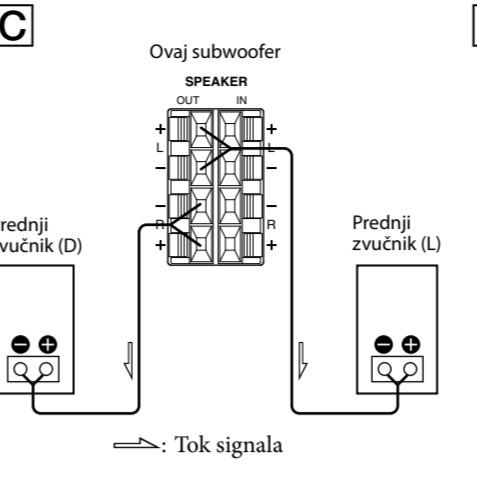 C
Ovaj subwoofer
SPEAKER
OUT IN
+ +
L L
− −
− −
R R
+ +
rednji
vučnik (D)
Prednji
zvučnik (L)
− +
− +
: Tok signala